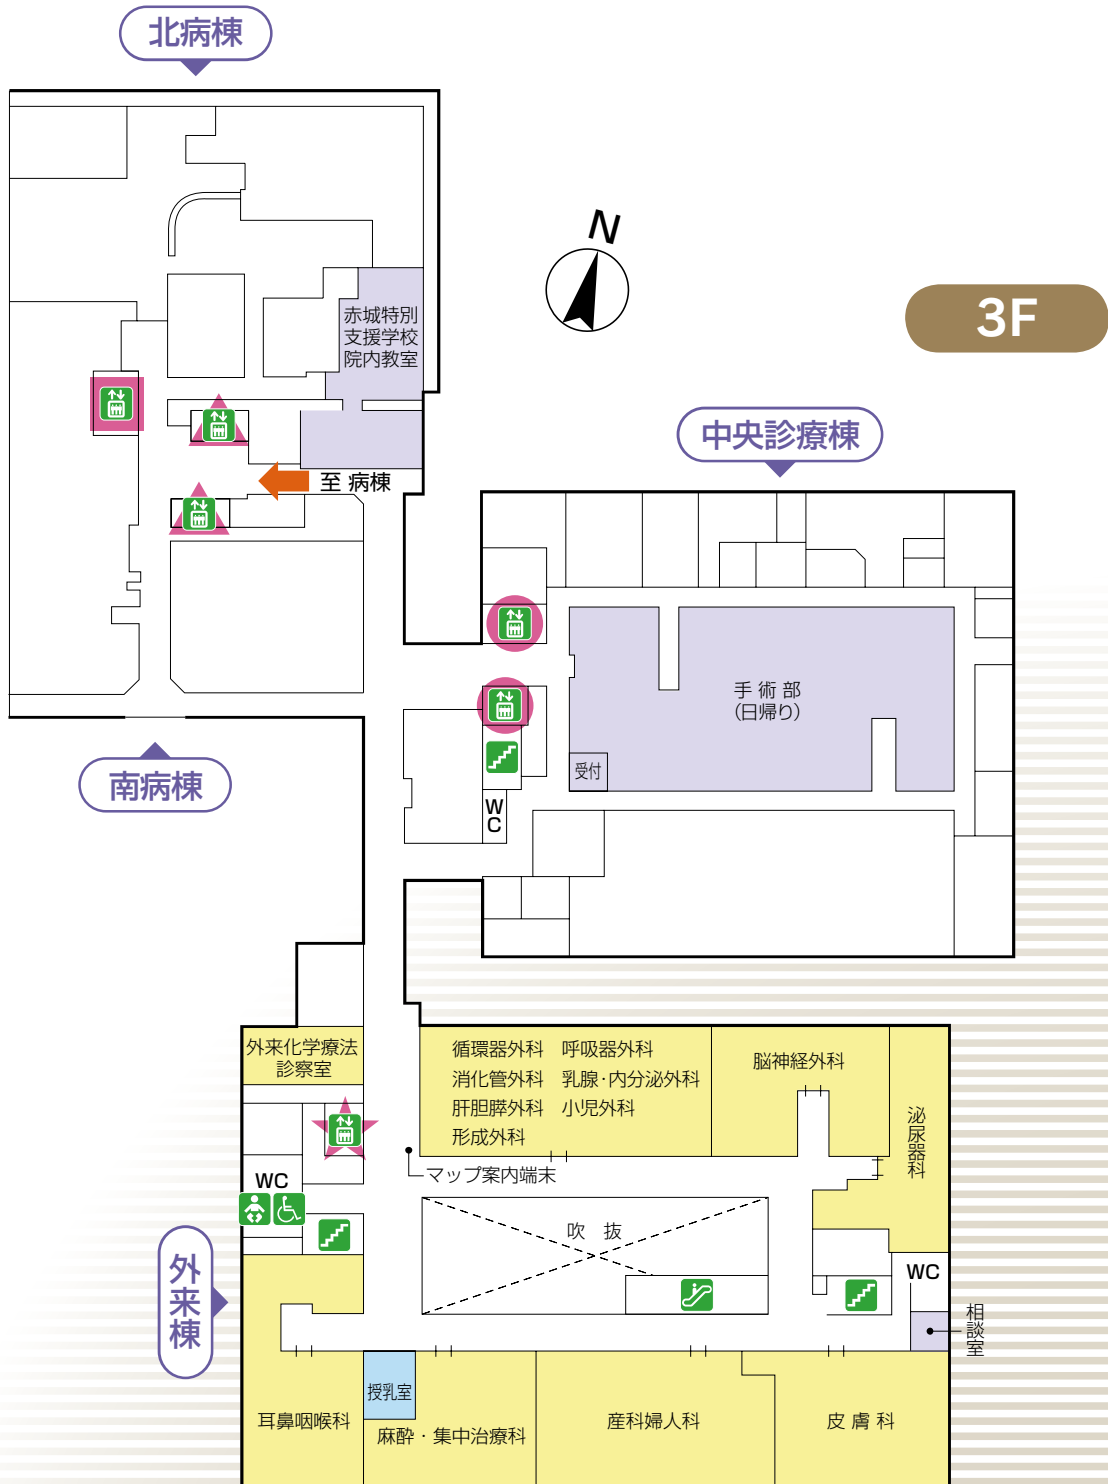 北病棟
N
3F
赤城特別
支援学校
院内教室
中央診療棟
至 病棟
手 術 部
(日帰り)
受付
南病棟
WC
外来化学療法
診察室
循環器外科 呼吸器外科
消化管外科 乳腺・内分泌外科
肝胆膵外科 小児外科
形成外科
脳神経外科
泌尿器科
マップ案内端末
WC
吹 抜
WC
外来棟
相談室
授乳室
耳鼻咽喉科
麻酔・集中治療科
産科婦人科
皮 膚 科